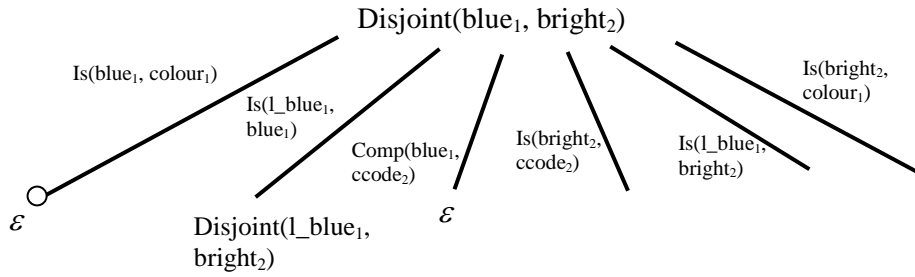 Disjoint(blue₁, bright₂)
Is(blue₁, colour₁)
Is(l_blue₁,
blue₁)
Comp(blue₁,
ccode₂)
Is(bright₂,
ccode₂)
Is(l_blue₁,
bright₂)
Is(bright₂,
colour₁)
ε
Disjoint(l_blue₁,
bright₂)
ε